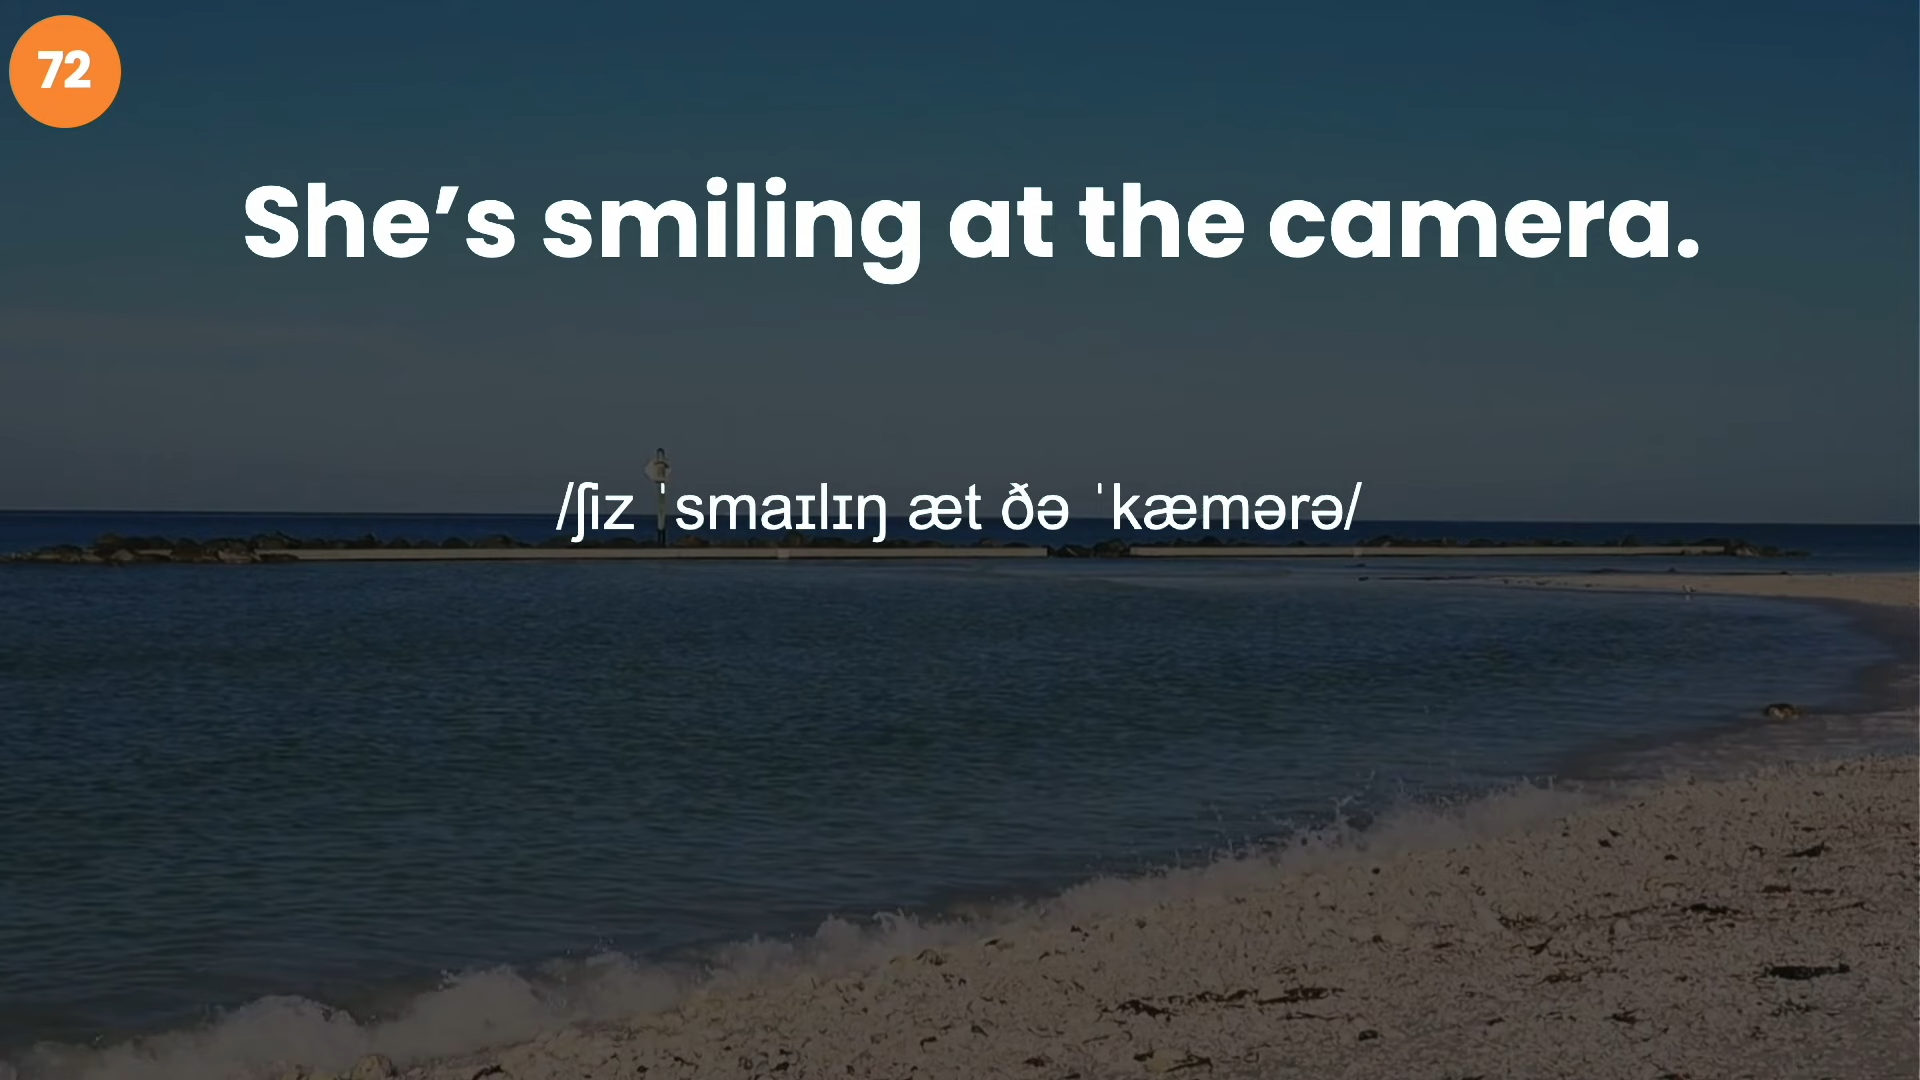 72
She’s smiling at the camera.
/ʃiz ˈsmaɪlɪŋ æt ðə ˈkæmərə/